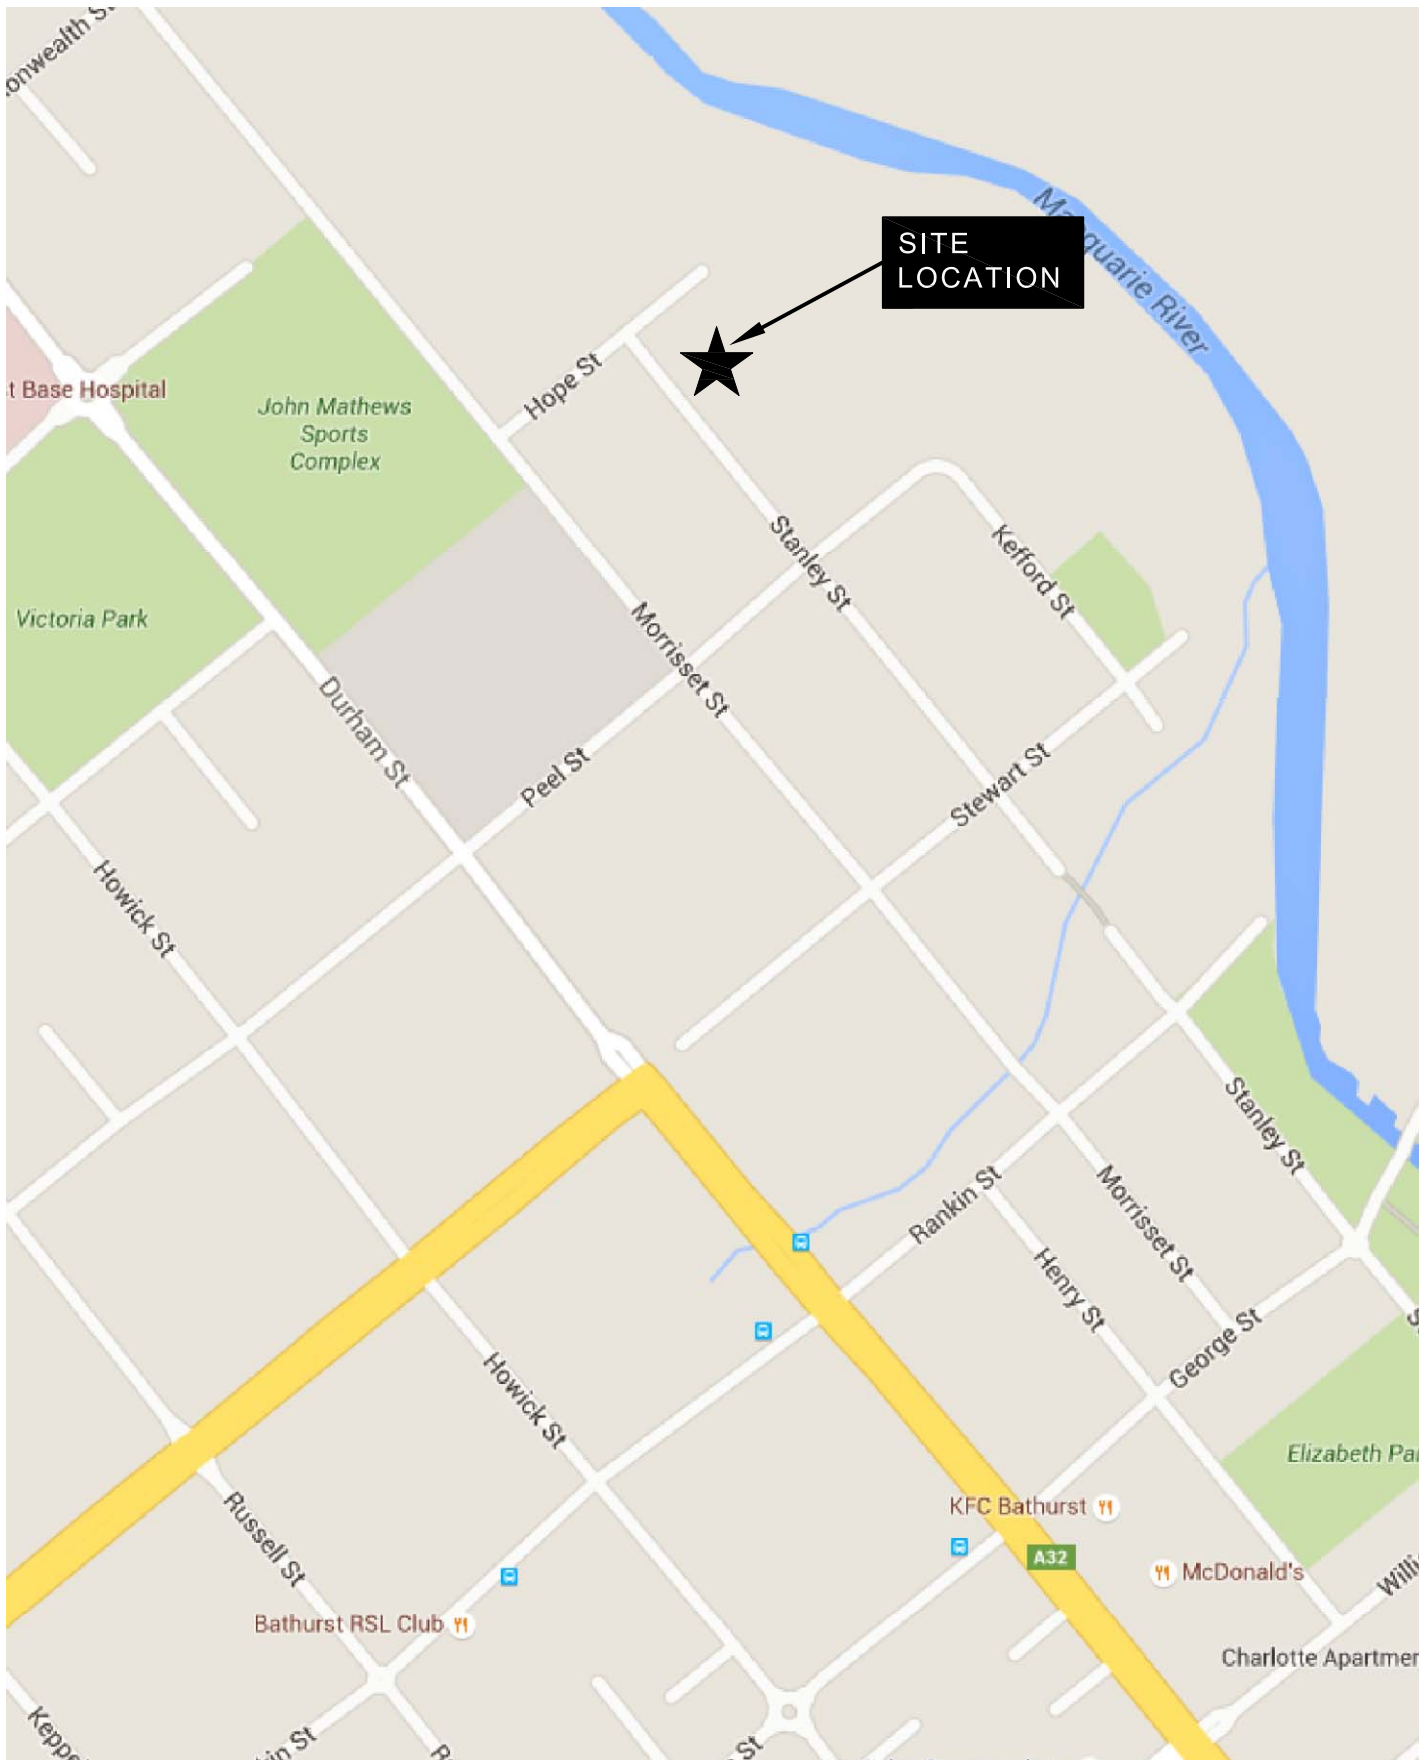 SITE
LOCATION
Macquarie River
Hope St
t Base Hospital
John Mathews
Sports
Complex
Stanley St
Kefford St
Victoria Park
Morrisset St
Durham St
Peel St
Stewart St
Howick St
Stanley St
Rankin St
Morrisset St
Henry St
George St
Howick St
Elizabeth Pa
KFC Bathurst
A32
McDonald's
Russell St
Bathurst RSL Club
Charlotte Apartmen
St